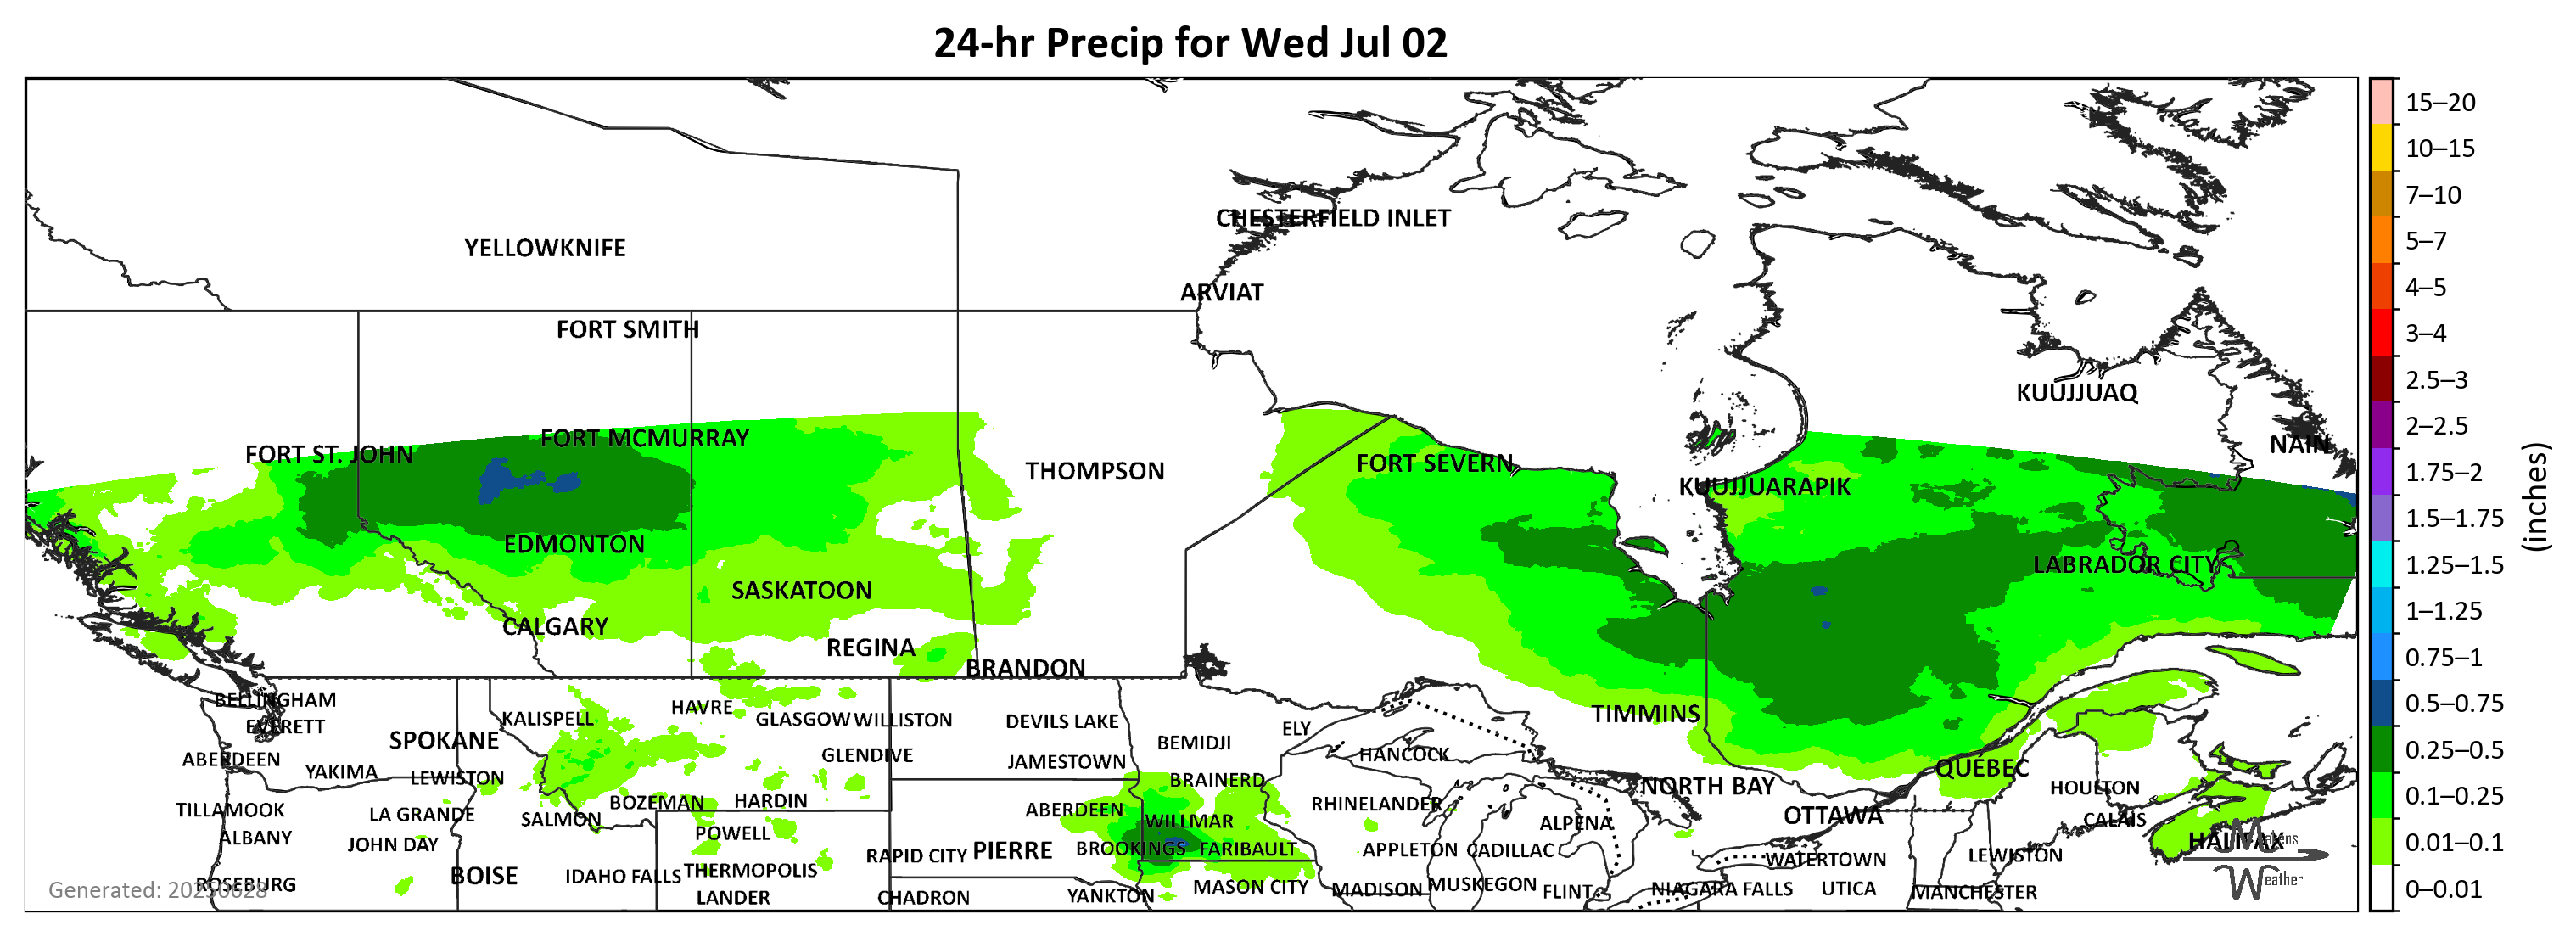 24-hr Precip for Wed Jul 02
CHESTERFIELD INLET
YELLOWKNIFE
ARVIAT
FORT SMITH
KUUJJUAQ
FORT MCMURRAY
NAIN
FORT ST. JOHN
FORT SEVERN
THOMPSON
KUUJJUARAPIK
EDMONTON
LABRADOR CITY
SASKATOON
CALGARY
REGINA
BRANDON
BELLINGHAM
HAVRE
TIMMINS
KALISPELL
GLASGOW
WILLISTON
DEVILS LAKE
EVERETT
ELY
SPOKANE
BEMIDJI
GLENDIVE
HANCOCK
ABERDEEN
JAMESTOWN
QUÉBEC
YAKIMA
LEWISTON
BRAINERD
NORTH BAY
HOULTON
BOZEMAN
HARDIN
RHINELANDER
TILLAMOOK
LA GRANDE
ABERDEEN
OTTAWA
SALMON
WILLMAR
ALPENA
CALAIS
ALBANY
POWELL
JOHN DAY
HALIFAX
PIERRE
BROOKINGS
FARIBAULT
APPLETON
CADILLAC
RAPID CITY
LEWISTON
WATERTOWN
THERMOPOLIS
BOISE
IDAHO FALLS
ROSEBURG
MASON CITY
MADISON
MUSKEGON
FLINT
NIAGARA FALLS
UTICA
MANCHESTER
LANDER
CHADRON
YANKTON
Generated: 20250628
Weather
15–20
10–15
7–10
5–7
4–5
3–4
2.5–3
2–2.5
1.75–2
1.5–1.75
1.25–1.5
1–1.25
0.75–1
0.5–0.75
0.25–0.5
0.1–0.25
0.01–0.1
0–0.01
(inches)